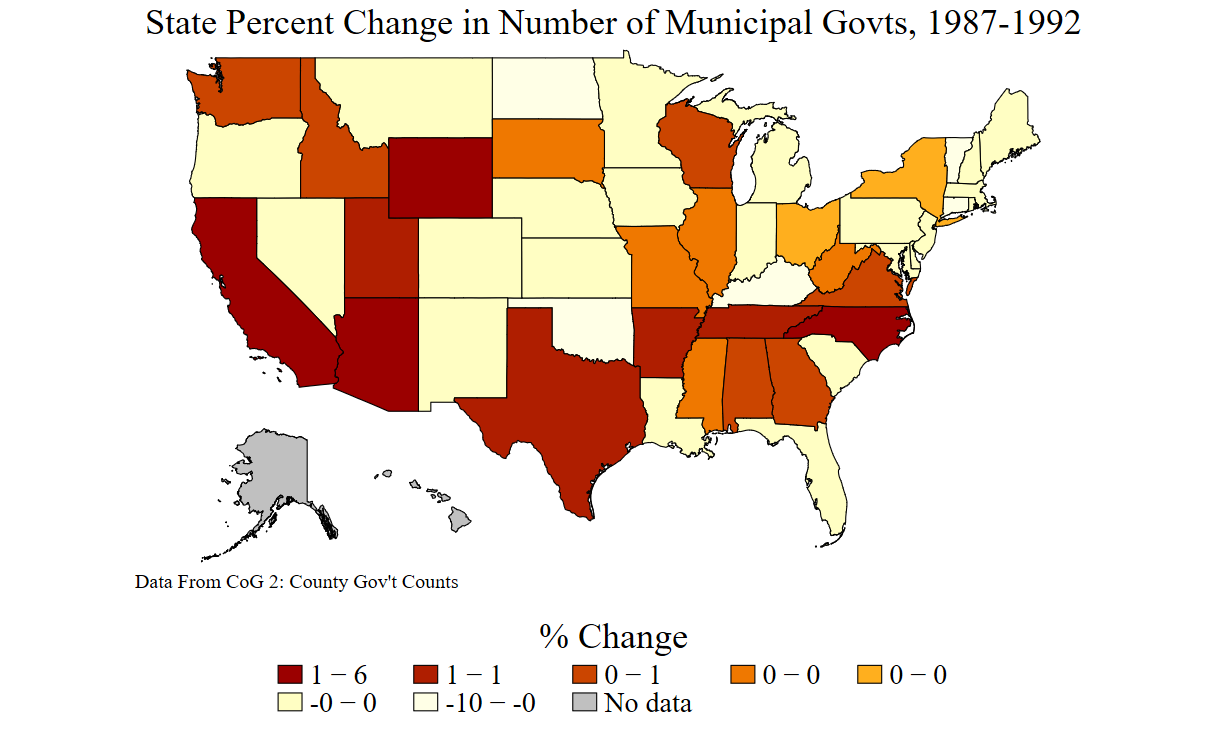 State Percent Change in Number of Municipal Govts, 1987-1992
Data From CoG 2: County Gov't Counts
% Change
1 − 6 1 − 1 0 − 1 0 − 0 0 − 0
-0 − 0 -10 − -0 No data